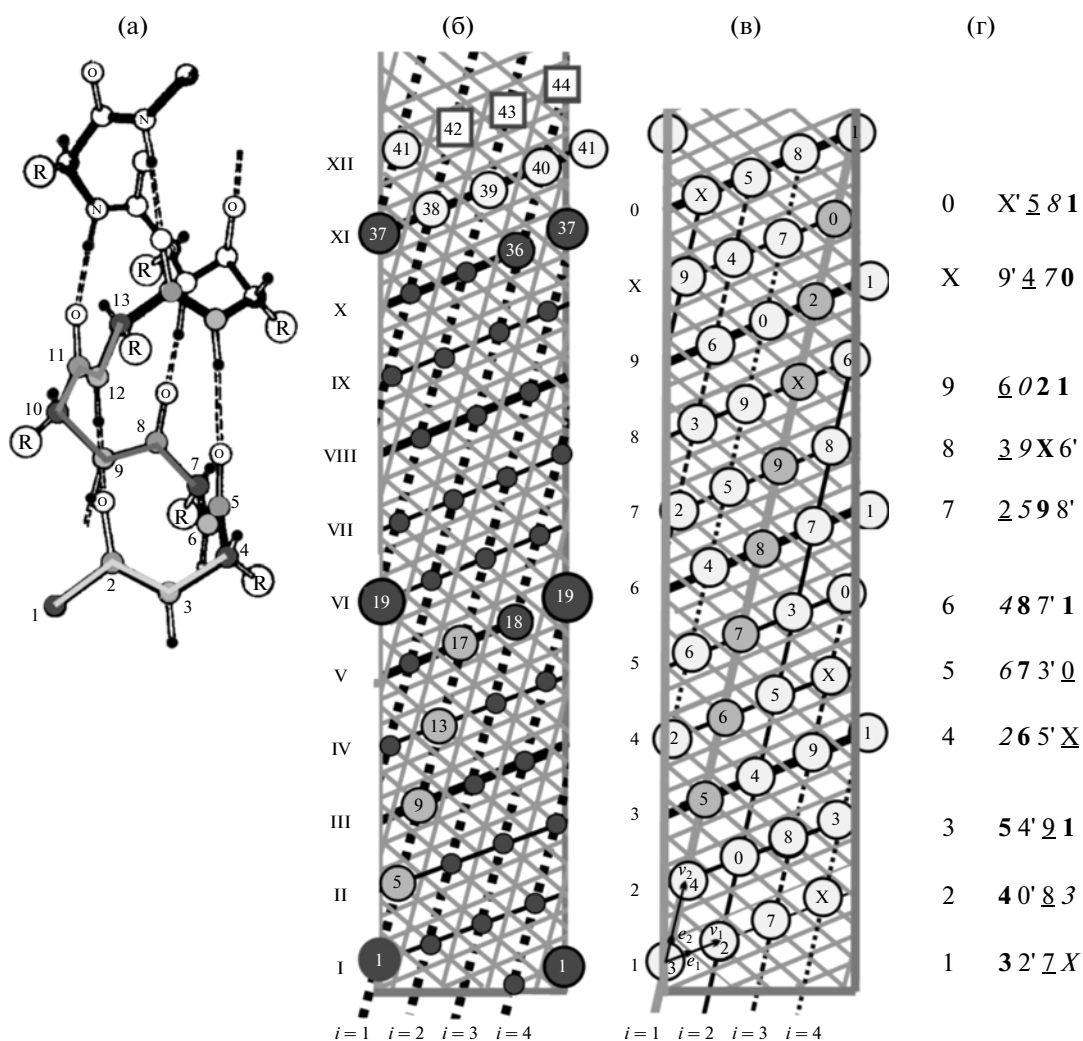 (а) (б) (в) (г)
O
N
R
N
O
R
13
O
R
R
11
12
10
R
8
O
9
7
O
5
R
6
O
4
R
2
3
1
44
43
42
41
41
XII
40
39
38
XI
37
37
36
X
IX
VIII
VII
VI
19
19
18
17
V
13
IV
9
III
5
II
I
1
1
i = 1 i = 2 i = 3 i = 4
1
8
5
X
0
0
7
4
9
X
1
2
0
6
9
6
X
9
3
8
8
9
5
2
7
1
7
8
4
6
0
3
7
6
5
X
5
6
2
4
1
9
4
5
3
3
8
0
v2 4
2
X
7
e2 v1
2
e1
1
3
i = 1 i = 2 i = 3 i = 4
0 X' 5 8 1
X 9' 4 7 0
9 6 0 2 1
8 3 9 X 6'
7 2 5 9 8'
6 4 8 7' 1
5 6 7 3' 0
4 2 6 5' X
3 5 4' 9 1
2 4 0' 8 3
1 3 2' 7 X